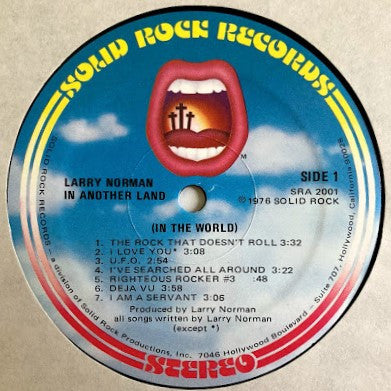 SOLID ROCK RECORDS
™
LARRY NORMAN
IN ANOTHER LAND
SIDE 1
SRA 2001
©1976 SOLID ROCK
(IN THE WORLD)
1. THE ROCK THAT DOESN'T ROLL 3:32
2. I LOVE YOU* 3:08
3. U.F.O. 2:54
4. I'VE SEARCHED ALL AROUND 3:22
5. RIGHTEOUS ROCKER #3 :48
6. DEJA VU 3:58
7. I AM A SERVANT 3:06
Produced by Larry Norman
all songs written by Larry Norman
(except *)
SOLID ROCK RECORDS – a division of Solid Rock Productions, Inc. 7046 Hollywood Boulevard – Suite 707, Hollywood, California 90028
STEREO